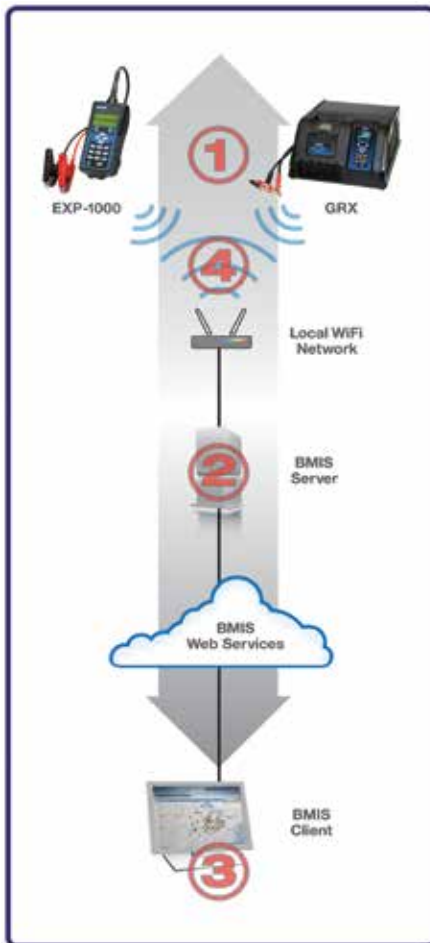 1
EXP-1000
GRX
4
Local WiFi
Network
2
BMIS
Server
BMIS
Web Services
BMIS
Client
3